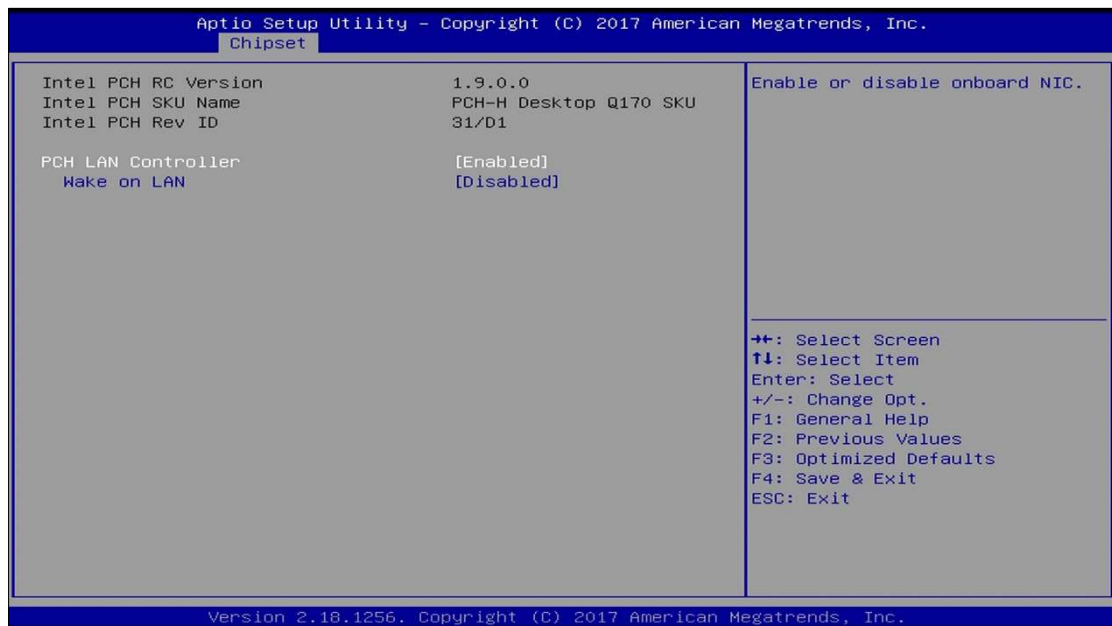 Aptio Setup Utility – Copyright (C) 2017 American Megatrends, Inc.
Chipset
Intel PCH RC Version 1.9.0.0
Intel PCH SKU Name PCH-H Desktop Q170 SKU
Intel PCH Rev ID 31/D1
PCH LAN Controller [Enabled]
Wake on LAN [Disabled]
Enable or disable onboard NIC.
→←: Select Screen
↑↓: Select Item
Enter: Select
+/-: Change Opt.
F1: General Help
F2: Previous Values
F3: Optimized Defaults
F4: Save & Exit
ESC: Exit
Version 2.18.1256. Copyright (C) 2017 American Megatrends, Inc.